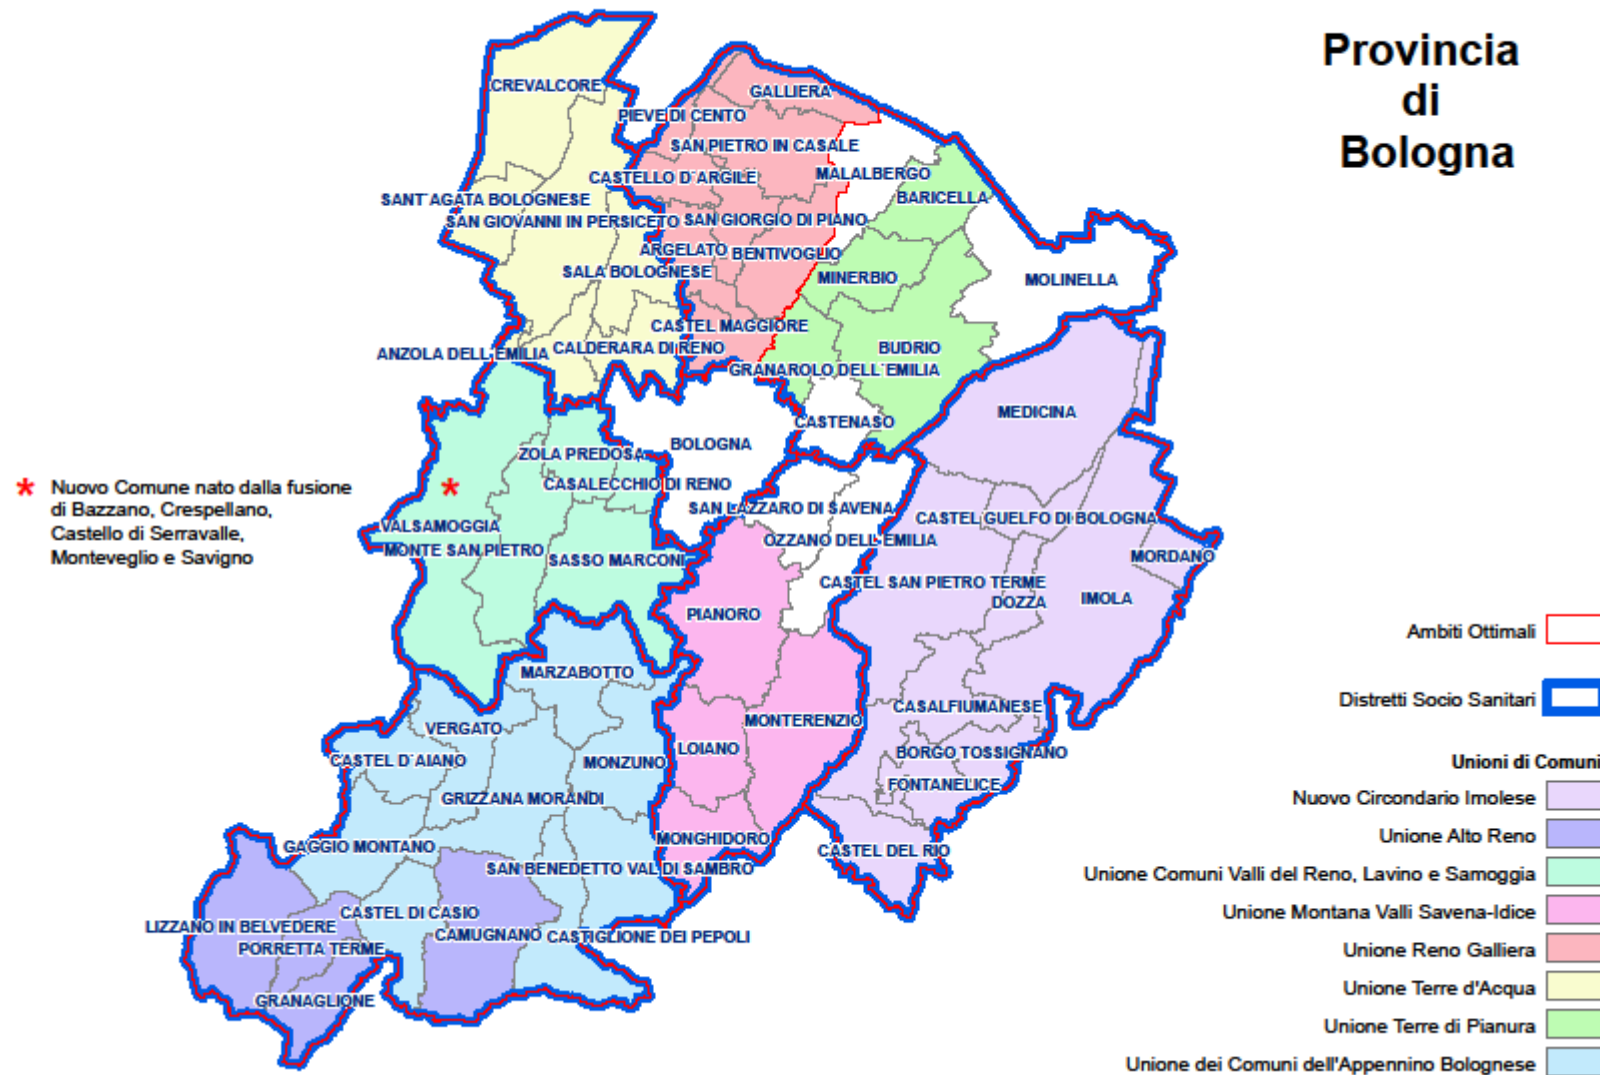 Provincia
di
Bologna
CREVALCORE
GALLIERA
PIEVE DI CENTO
SAN PIETRO IN CASALE
MALALBERGO
CASTELLO D`ARGILE
BARICELLA
SANT`AGATA BOLOGNESE
SAN GIOVANNI IN PERSICETO
SAN GIORGIO DI PIANO
ARGELATO
BENTIVOGLIO
SALA BOLOGNESE
MINERBIO
MOLINELLA
CASTEL MAGGIORE
ANZOLA DELL`EMILIA
CALDERARA DI RENO
BUDRIO
GRANAROLO DELL`EMILIA
MEDICINA
CASTENASO
BOLOGNA
ZOLA PREDOSA
CASALECCHIO DI RENO
* Nuovo Comune nato dalla fusione
di Bazzano, Crespellano,
Castello di Serravalle,
Monteveglio e Savigno
*
SAN LAZZARO DI SAVENA
CASTEL GUELFO DI BOLOGNA
VALSAMOGGIA
OZZANO DELL`EMILIA
MONTE SAN PIETRO
SASSO MARCONI
MORDANO
CASTEL SAN PIETRO TERME
DOZZA
IMOLA
PIANORO
MARZABOTTO
CASALFIUMANESE
MONTERENZIO
VERGATO
LOIANO
BORGO TOSSIGNANO
CASTEL D`AIANO
MONZUNO
FONTANELICE
GRIZZANA MORANDI
MONGHIDORO
GAGGIO MONTANO
CASTEL DEL RIO
SAN BENEDETTO VAL DI SAMBRO
CASTEL DI CASIO
LIZZANO IN BELVEDERE
CAMUGNANO
CASTIGLIONE DEI PEPOLI
PORRETTA TERME
GRANAGLIONE
Ambiti Ottimali
Distretti Socio Sanitari
Unioni di Comuni
Nuovo Circondario Imolese
Unione Alto Reno
Unione Comuni Valli del Reno, Lavino e Samoggia
Unione Montana Valli Savena-Idice
Unione Reno Galliera
Unione Terre d'Acqua
Unione Terre di Pianura
Unione dei Comuni dell'Appennino Bolognese